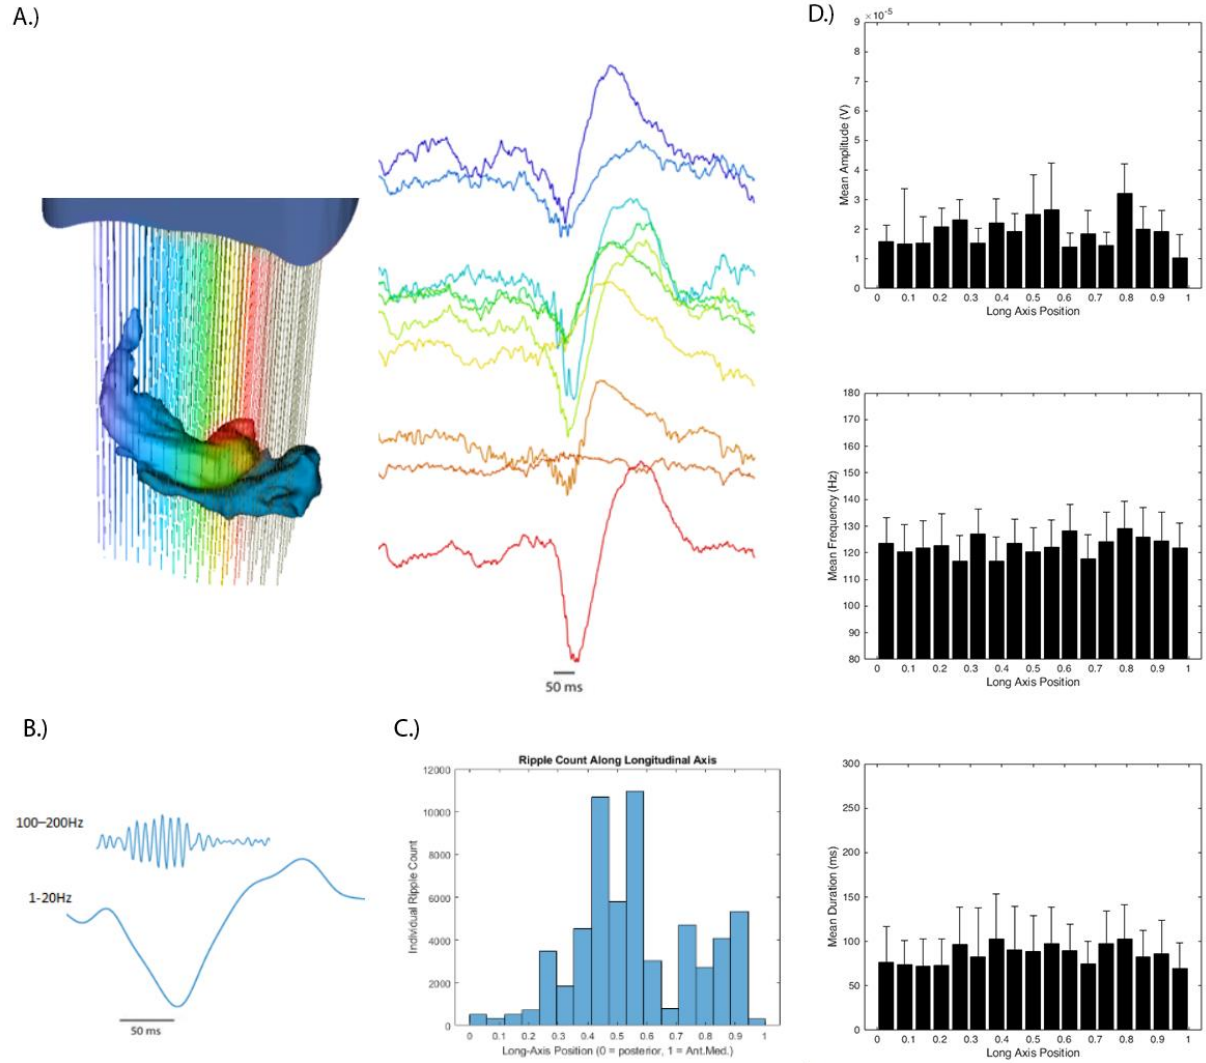 A.)
50 ms
B.)
100–200Hz
1-20Hz
50 ms
C.)
Ripple Count Along Longitudinal Axis
Individual Ripple Count
12000
10000
8000
6000
4000
2000
0
0 0.1 0.2 0.3 0.4 0.5 0.6 0.7 0.8 0.9 1
Long-Axis Position (0 = posterior, 1 = Ant.Med.)
D.)
×10⁻⁵
Mean Amplitude (V)
9
8
7
6
5
4
3
2
1
0
0 0.1 0.2 0.3 0.4 0.5 0.6 0.7 0.8 0.9 1
Long Axis Position
Mean Frequency (Hz)
180
170
160
150
140
130
120
110
100
90
80
0 0.1 0.2 0.3 0.4 0.5 0.6 0.7 0.8 0.9 1
Long Axis Position
Mean Duration (ms)
300
250
200
150
100
50
0
0 0.1 0.2 0.3 0.4 0.5 0.6 0.7 0.8 0.9 1
Long Axis Position